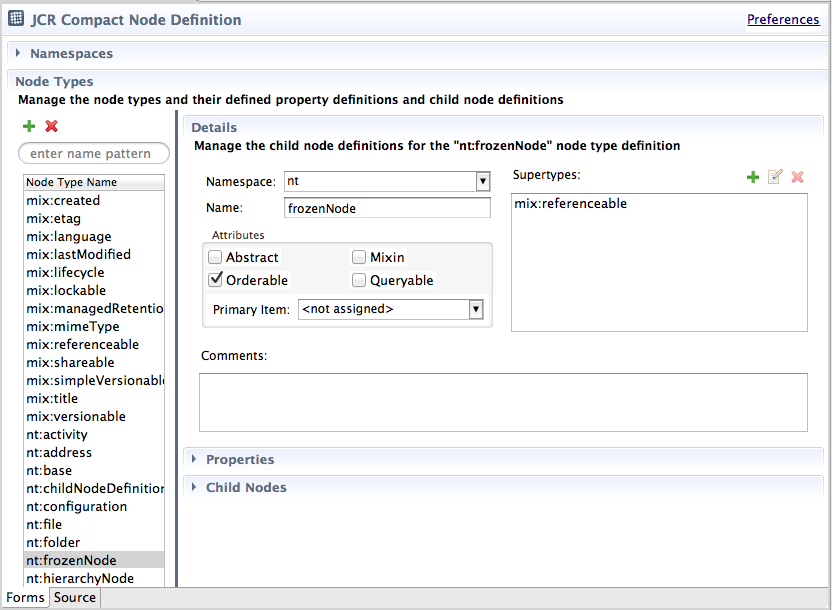 JCR Compact Node Definition
Preferences
Namespaces
Node Types
Manage the node types and their defined property definitions and child node definitions
enter name pattern
Node Type Name
mix:created
mix:etag
mix:language
mix:lastModified
mix:lifecycle
mix:lockable
mix:managedRetentio
mix:mimeType
mix:referenceable
mix:shareable
mix:simpleVersionabl
mix:title
mix:versionable
nt:activity
nt:address
nt:base
nt:childNodeDefinition
nt:configuration
nt:file
nt:folder
nt:frozenNode
nt:hierarchyNode
Details
Manage the child node definitions for the "nt:frozenNode" node type definition
Namespace: nt
Name: frozenNode
Attributes
Abstract Mixin
Orderable Queryable
Primary Item: <not assigned>
Supertypes:
mix:referenceable
Comments:
Properties
Child Nodes
Forms Source